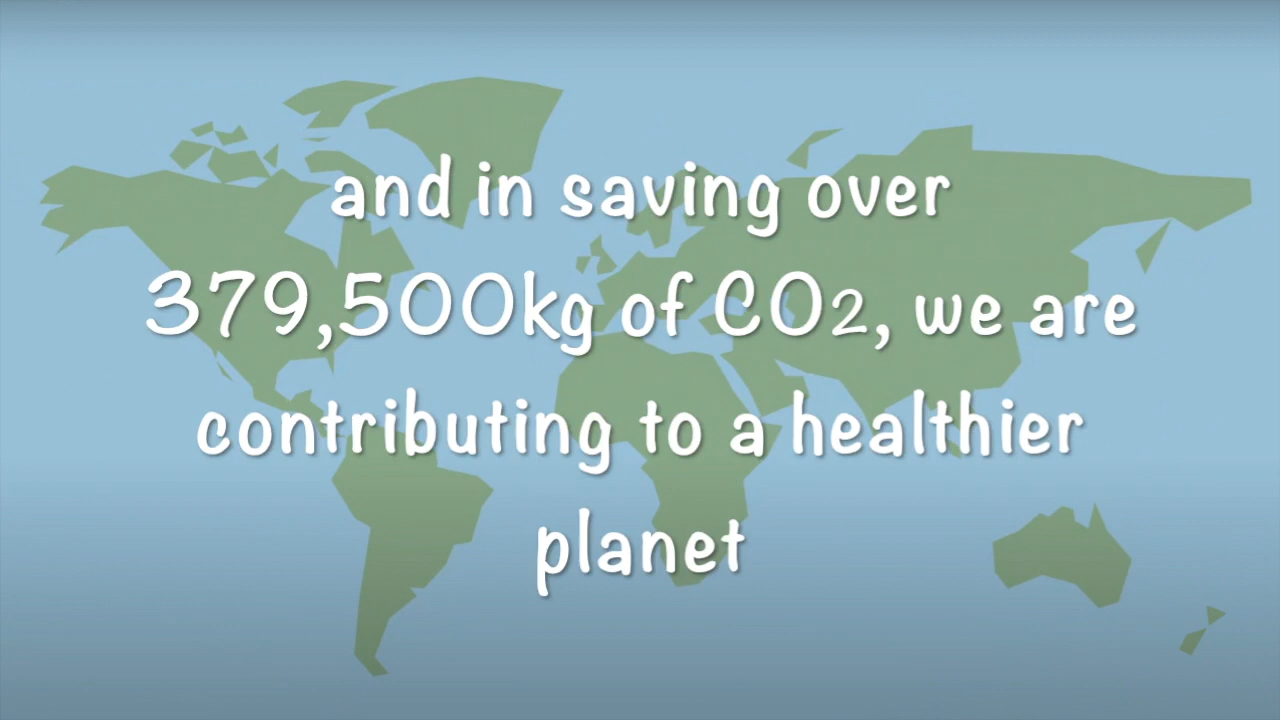 and in saving over
379,500kg of CO2, we are
contributing to a healthier
planet